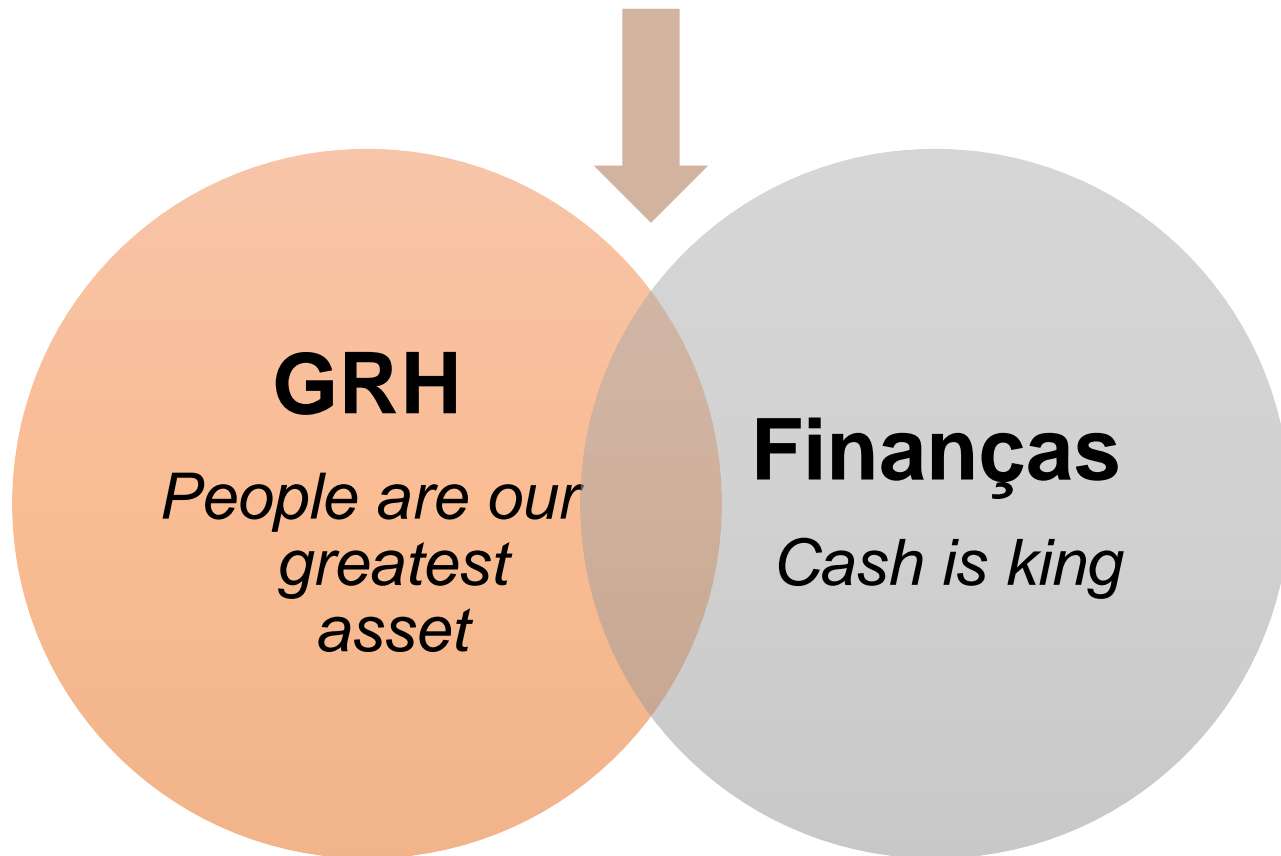 GRH
People are our
greatest
asset
Finanças
Cash is king